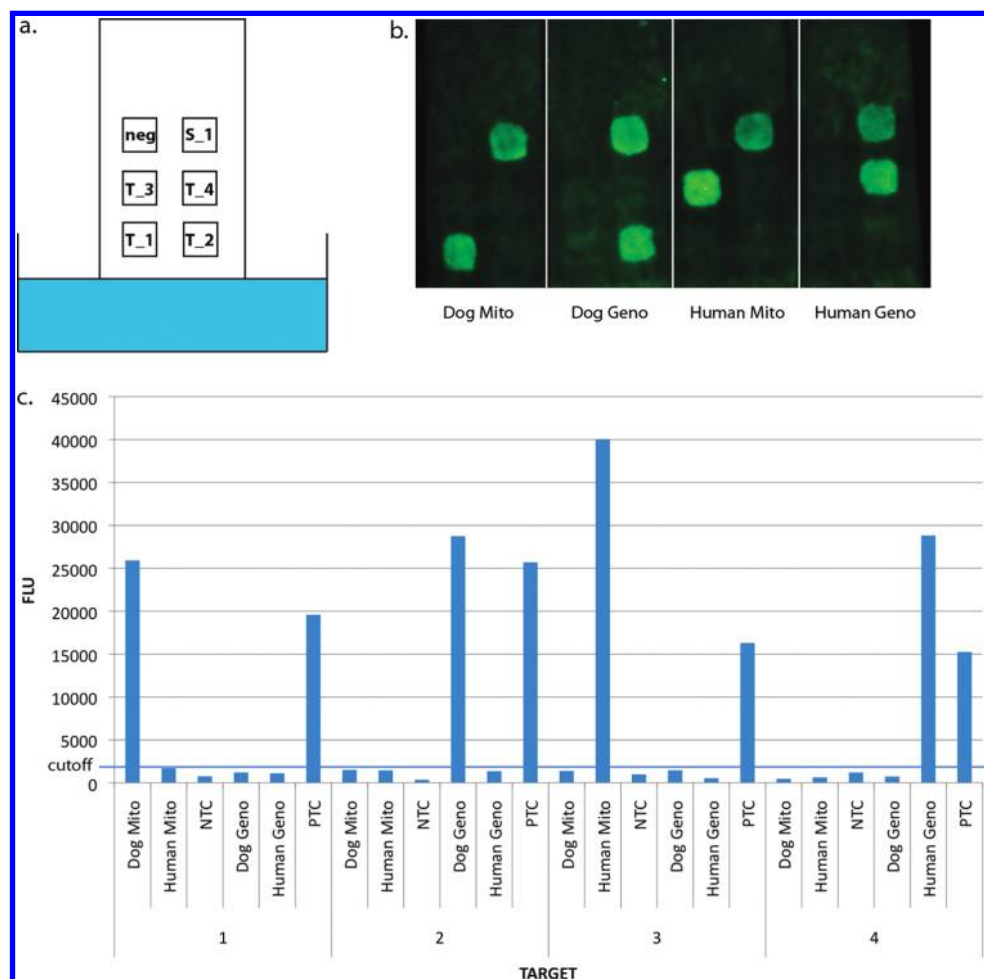 a.
neg S_1
T_3 T_4
T_1 T_2
b.
Dog Mito Dog Geno Human Mito Human Geno
c.
45000
40000
35000
30000
25000
20000
15000
10000
5000
cutoff
0
FLU
Dog Mito
Human Mito
NTC
Dog Geno
Human Geno
PTC
Dog Mito
Human Mito
NTC
Dog Geno
Human Geno
PTC
Dog Mito
Human Mito
NTC
Dog Geno
Human Geno
PTC
Dog Mito
Human Mito
NTC
Dog Geno
Human Geno
PTC
1 2 3 4
TARGET